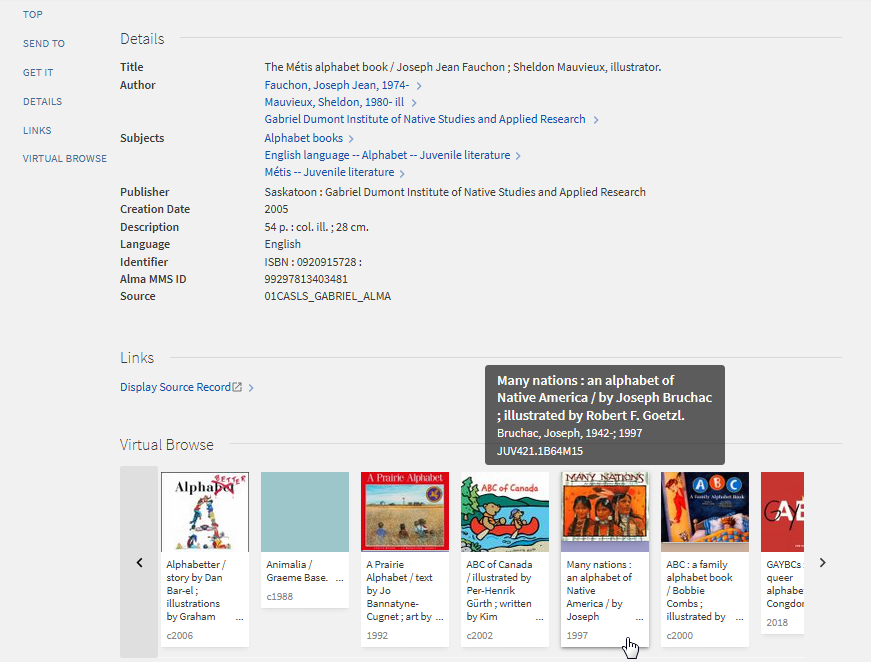 TOP
SEND TO
GET IT
DETAILS
LINKS
VIRTUAL BROWSE
Details
Title The Métis alphabet book / Joseph Jean Fauchon ; Sheldon Mauvieux, illustrator.
Author Fauchon, Joseph Jean, 1974-
Mauvieux, Sheldon, 1980- ill
Gabriel Dumont Institute of Native Studies and Applied Research
Subjects Alphabet books
English language -- Alphabet -- Juvenile literature
Métis -- Juvenile literature
Publisher Saskatoon : Gabriel Dumont Institute of Native Studies and Applied Research
Creation Date 2005
Description 54 p. : col. ill. ; 28 cm.
Language English
Identifier ISBN : 0920915728 :
Alma MMS ID 99297813403481
Source 01CASLS_GABRIEL_ALMA
Links
Display Source Record
Many nations : an alphabet of
Native America / by Joseph Bruchac
; illustrated by Robert F. Goetzl.
Bruchac, Joseph, 1942-; 1997
JUV421.1B64M15
Virtual Browse
Alphabetter
Alphabetter /
story by Dan
Bar-el ;
illustrations
by Graham ...
c2006
Animalia /
Graeme Base. ...
c1988
A Prairie Alphabet
A Prairie
Alphabet / text
by Jo
Bannatyne-
Cugnet ; art by ...
1992
ABC of Canada
ABC of Canada
/ illustrated by
Per-Henrik
Gürth ; written
by Kim ...
c2002
MANY NATIONS
Many nations :
an alphabet of
Native
America / by
Joseph ...
1997
ABC
A Family Alphabet Book
ABC : a family
alphabet book
/ Bobbie
Combs ;
illustrated by ...
c2000
GAYB
GAYBCs
queer
alphabe
Congdo
2018